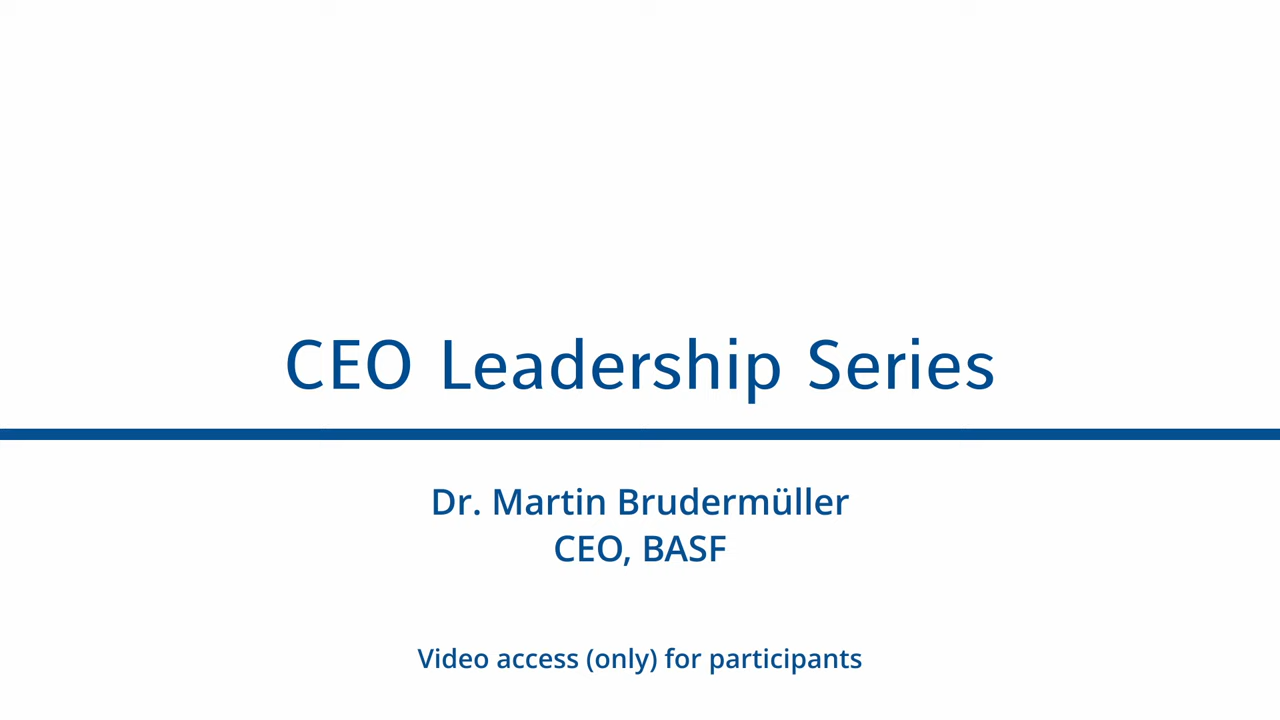 CEO Leadership Series
Dr. Martin Brudermüller
CEO, BASF
Video access (only) for participants